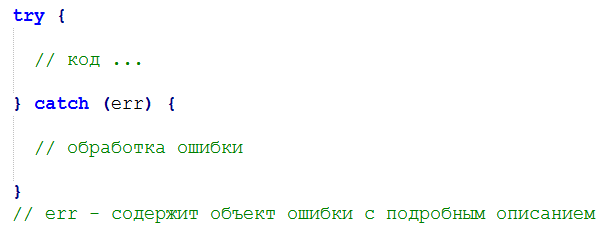 try {
// код ...
} catch (err) {
// обработка ошибки
}
// err - содержит объект ошибки с подробным описанием